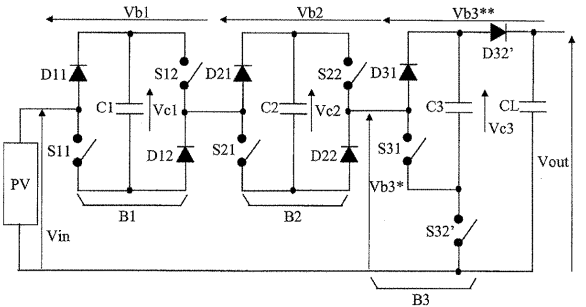 Vb1
Vb2
Vb3**
D11
S12
D21
S22
D31
D32'
C1
Vc1
C2
Vc2
C3
CL
Vc3
S11
D12
S21
D22
S31
Vb3*
Vout
PV
Vin
B1
B2
S32'
B3